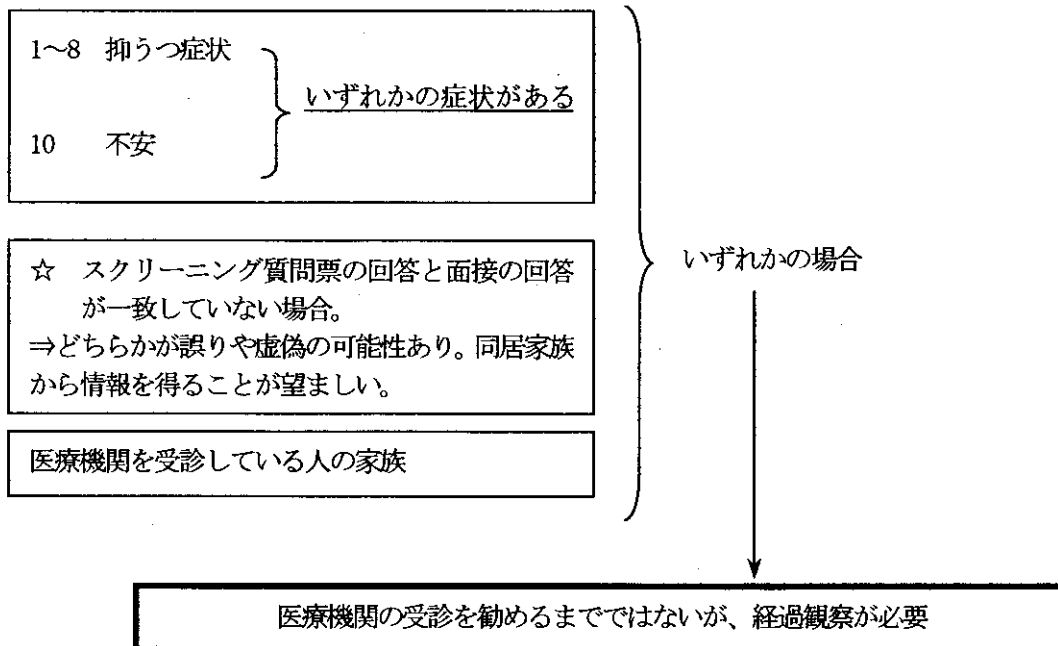 1～8 抑うつ症状
いずれかの症状がある
10 不安
☆ スクリーニング質問票の回答と面接の回答
が一致していない場合。
⇒どちらかが誤りや虚偽の可能性あり。同居家族
から情報を得ることが望ましい。
いずれかの場合
医療機関を受診している人の家族
医療機関の受診を勧めるまでではないが、経過観察が必要